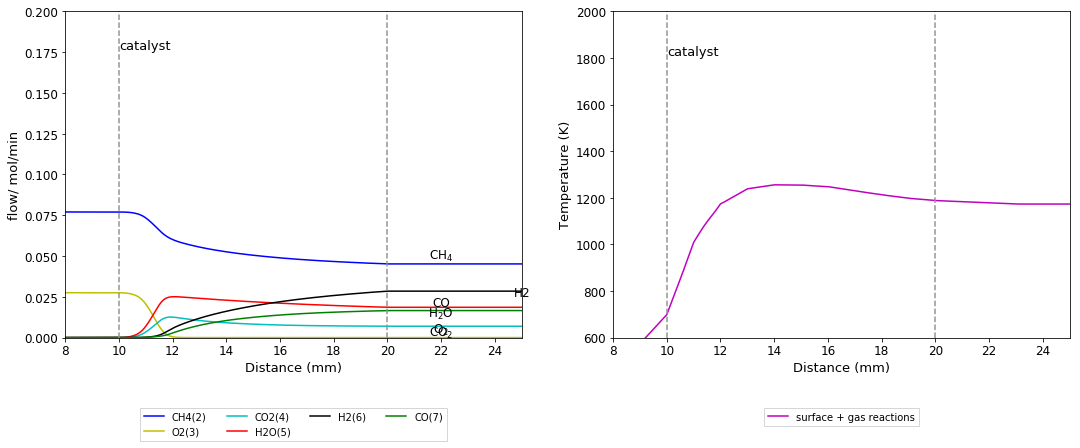 0.200
0.175
0.150
0.125
0.100
0.075
0.050
0.025
0.000
flow/ mol/min
catalyst
CH₄
H2
CO
H₂O
O₂
CO₂
8 10 12 14 16 18 20 22 24
Distance (mm)
CH4(2) CO2(4) H2(6) CO(7)
O2(3) H2O(5)
2000
1800
1600
1400
1200
1000
800
600
Temperature (K)
catalyst
8 10 12 14 16 18 20 22 24
Distance (mm)
surface + gas reactions